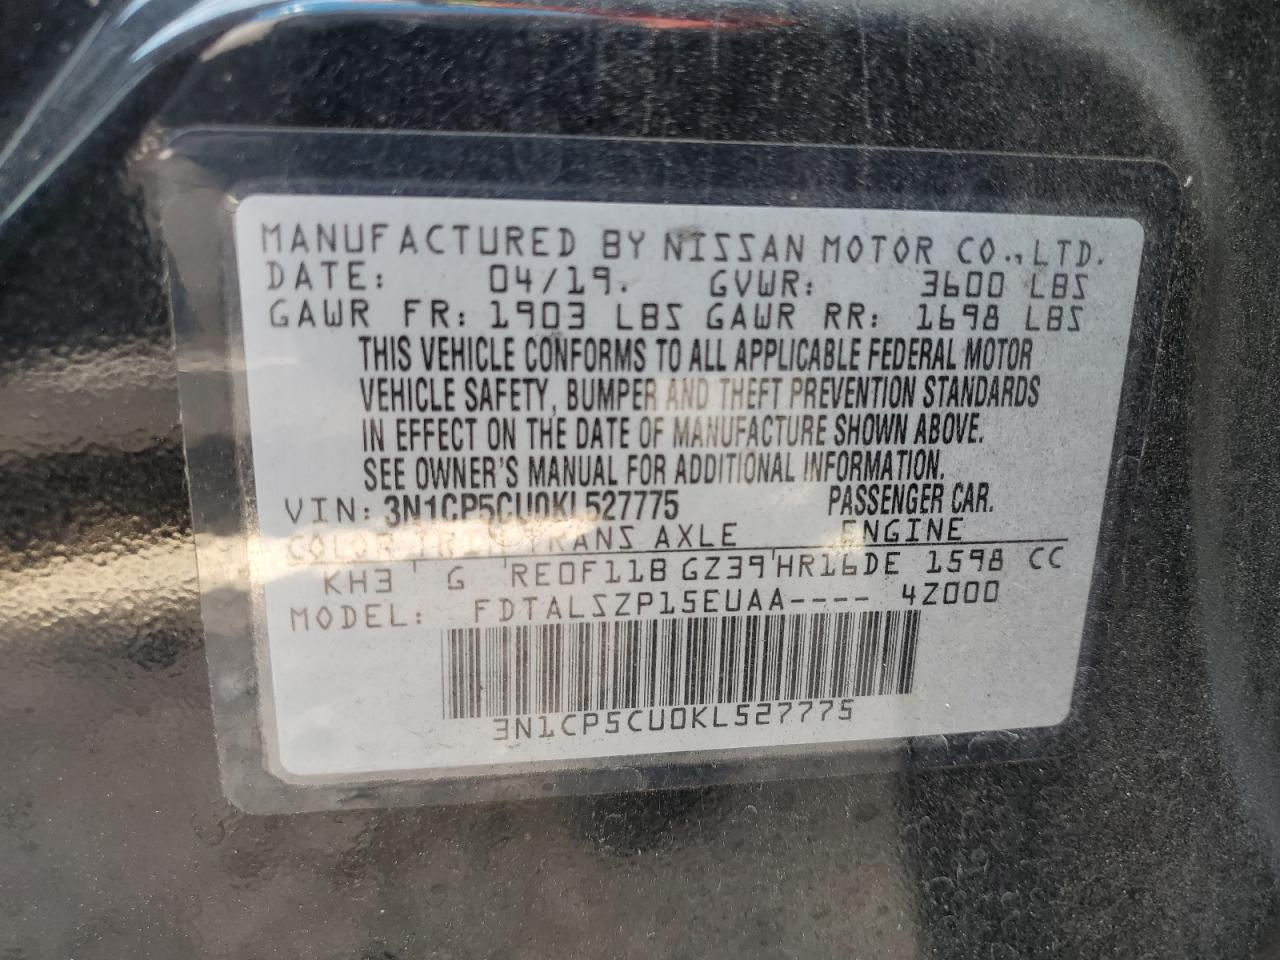 MANUFACTURED BY NISSAN MOTOR CO., LTD.
DATE: 04/19. GVWR: 3600 LBS
GAWR FR: 1903 LBS GAWR RR: 1698 LBS
THIS VEHICLE CONFORMS TO ALL APPLICABLE FEDERAL MOTOR
VEHICLE SAFETY, BUMPER AND THEFT PREVENTION STANDARDS
IN EFFECT ON THE DATE OF MANUFACTURE SHOWN ABOVE.
SEE OWNER'S MANUAL FOR ADDITIONAL INFORMATION.
VIN: 3N1CP5CU0KL527775 PASSENGER CAR.
COLOR TRIM TRANS AXLE ENGINE
KH3 G RE0F11B GZ39 HR16DE 1598 CC
MODEL: FDTALSZP15EUAA---- 4Z000
3N1CP5CU0KL527775